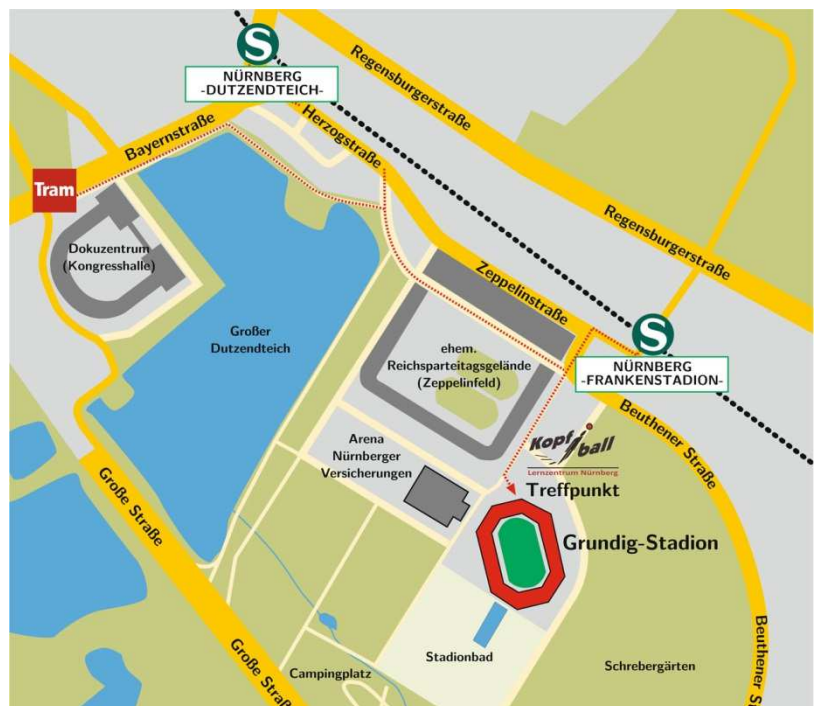 S
NÜRNBERG
-DUTZENDTEICH-
Regensburgerstraße
Bayernstraße
Herzogstraße
Tram
Dokuzentrum
(Kongresshalle)
Regensburgerstraße
Zeppelinstraße
Großer
Dutzendteich
ehem.
Reichsparteitagsgelände
(Zeppelinfeld)
S
NÜRNBERG
-FRANKENSTADION-
Beuthener Straße
Arena
Nürnberger
Versicherungen
Kopfball
Lernzentrum Nürnberg
Treffpunkt
Große Straße
Grundig-Stadion
Große Straße
Campingplatz
Stadionbad
Schrebergärten
Beuthener